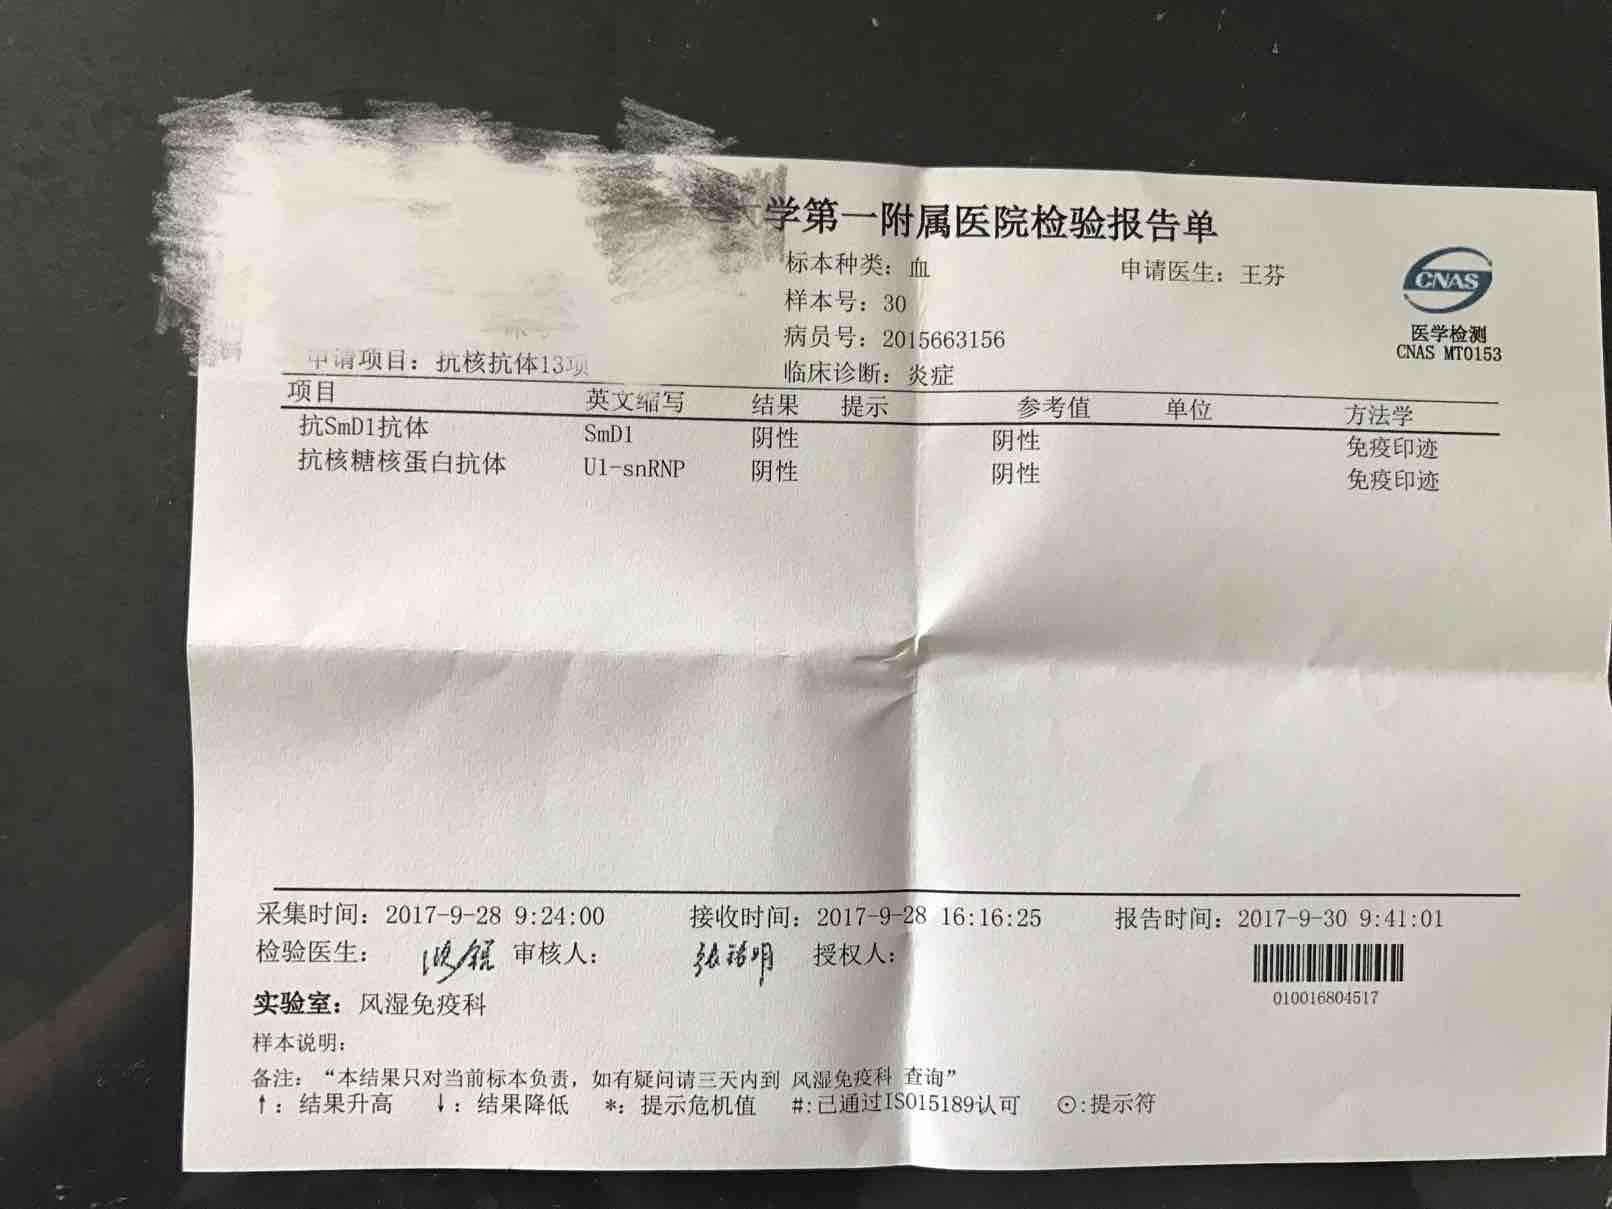 学第一附属医院检验报告单
标本种类：血 申请医生：王芬
样本号：30
病员号：2015663156
CNAS
医学检测
CNAS MT0153
申请项目：抗核抗体13项 临床诊断：炎症
项目 英文缩写 结果 提示 参考值 单位 方法学
抗SmD1抗体 SmD1 阴性 阴性 免疫印迹
抗核糖核蛋白抗体 U1-snRNP 阴性 阴性 免疫印迹
采集时间：2017-9-28 9:24:00 接收时间：2017-9-28 16:16:25 报告时间：2017-9-30 9:41:01
检验医生： 审核人： 授权人：
010016804517
实验室：风湿免疫科
样本说明：
备注：“本结果只对当前标本负责，如有疑问请三天内到 风湿免疫科 查询”
↑：结果升高 ↓：结果降低 *：提示危机值 #:已通过ISO15189认可 ⊙:提示符